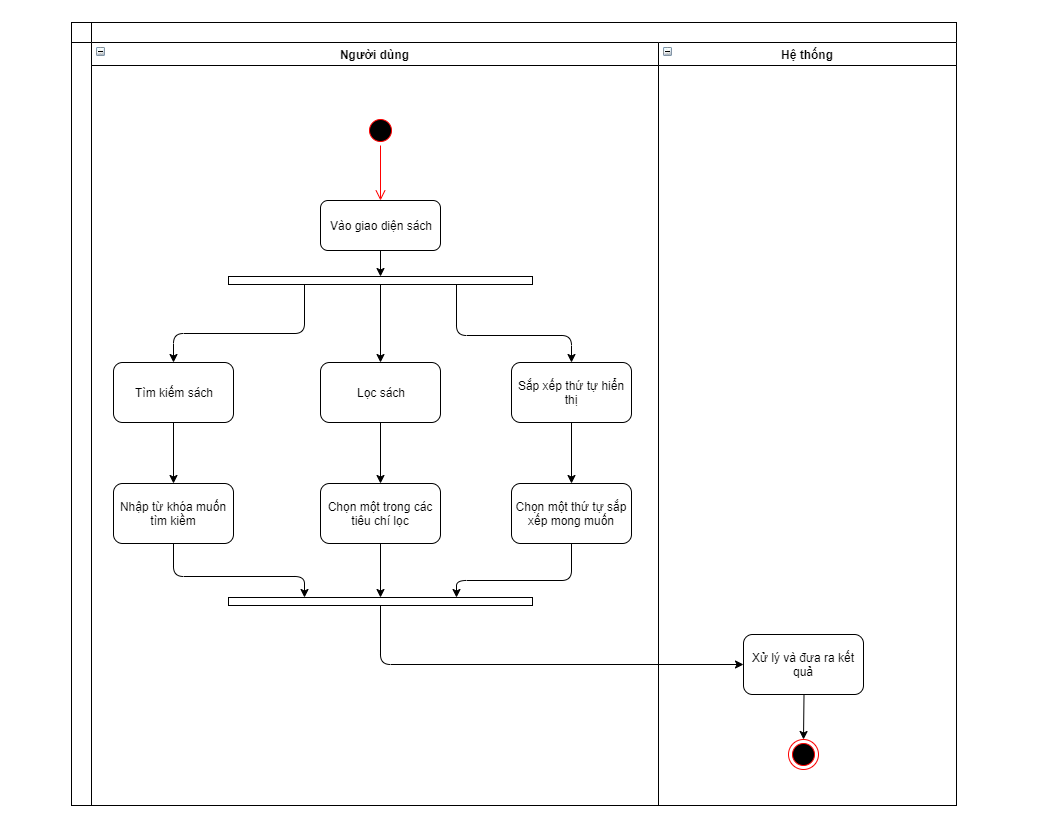 Người dùng
Hệ thống
Vào giao diện sách
Tìm kiếm sách
Lọc sách
Sắp xếp thứ tự hiển
thị
Nhập từ khóa muốn
tìm kiềm
Chọn một trong các
tiêu chí lọc
Chọn một thứ tự sắp
xếp mong muốn
Xử lý và đưa ra kết
quả